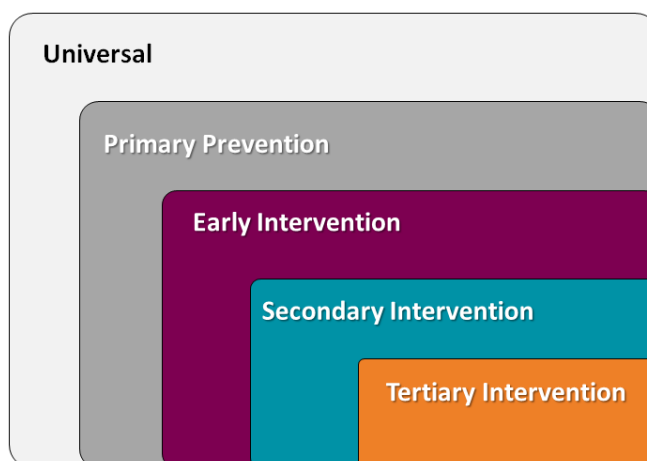 Universal
Primary Prevention
Early Intervention
Secondary Intervention
Tertiary Intervention